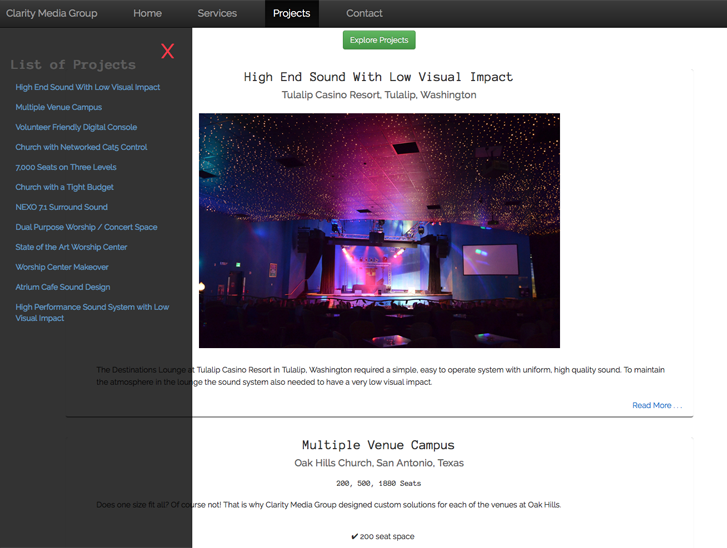 Clarity Media Group Home Services Projects Contact
Explore Projects
X
List of Projects
High End Sound With Low Visual Impact
Multiple Venue Campus
Volunteer Friendly Digital Console
Church with Networked Cat5 Control
7,000 Seats on Three Levels
Church with a Tight Budget
NEXO 7.1 Surround Sound
Dual Purpose Worship / Concert Space
State of the Art Worship Center
Worship Center Makeover
Atrium Cafe Sound Design
High Performance Sound System with Low
Visual Impact
High End Sound With Low Visual Impact
Tulalip Casino Resort, Tulalip, Washington
The Destinations Lounge at Tulalip Casino Resort in Tulalip, Washington required a simple, easy to operate system with uniform, high quality sound. To maintain
the atmosphere in the lounge the sound system also needed to have a very low visual impact.
Read More . . .
Multiple Venue Campus
Oak Hills Church, San Antonio, Texas
200, 500, 1880 Seats
Does one size fit all? Of course not! That is why Clarity Media Group designed custom solutions for each of the venues at Oak Hills.
✔ 200 seat space